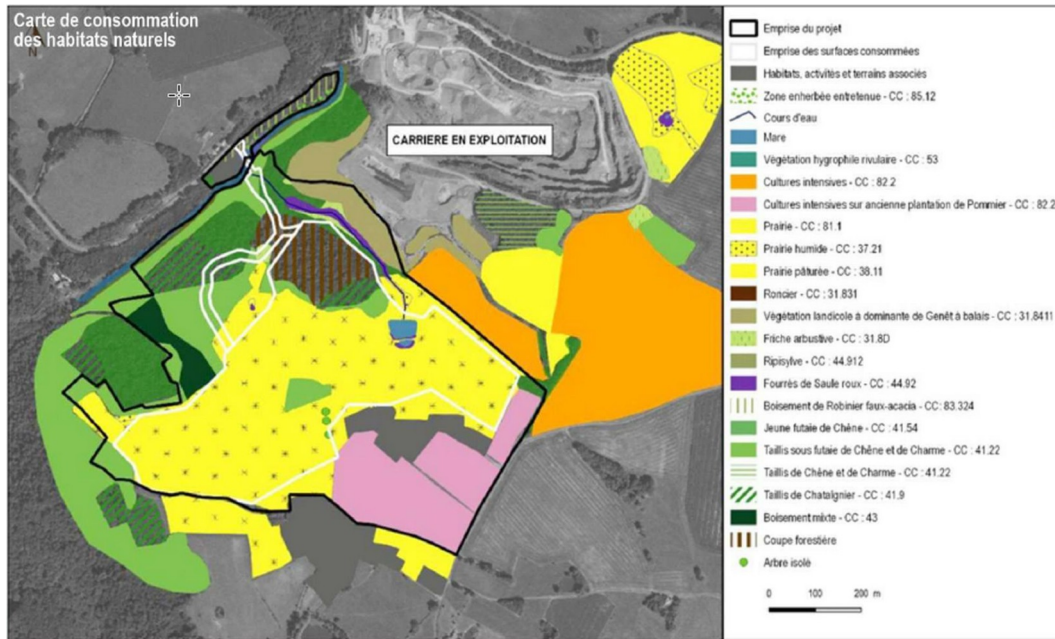 Carte de consommation
des habitats naturels
CARRIERE EN EXPLOITATION
Emprise du projet
Emprise des surfaces consommées
Habitats, activités et terrains associés
Zone enherbée entretenue - CC : 85.12
Cours d'eau
Mare
Végétation hygrophile rivulaire - CC : 53
Cultures intensives - CC : 82.2
Cultures intensives sur ancienne plantation de Pommier - CC : 82.2
Prairie - CC : 81.1
Prairie humide - CC : 37.21
Prairie pâturée - CC : 38.11
Roncier - CC : 31.831
Végétation landicole à dominante de Genêt à balais - CC : 31.8411
Friche arbustive - CC : 31.8D
Ripisylve - CC : 44.912
Fourrés de Saule roux - CC : 44.92
Boisement de Robinier faux-acacia - CC : 83.324
Jeune futaie de Chêne - CC : 41.54
Taillis sous futaie de Chêne et de Charme - CC : 41.22
Taillis de Chêne et de Charme - CC : 41.22
Taillis de Chataîgnier - CC : 41.9
Boisement mixte - CC : 43
Coupe forestière
Arbre isolé
0 100 200 m